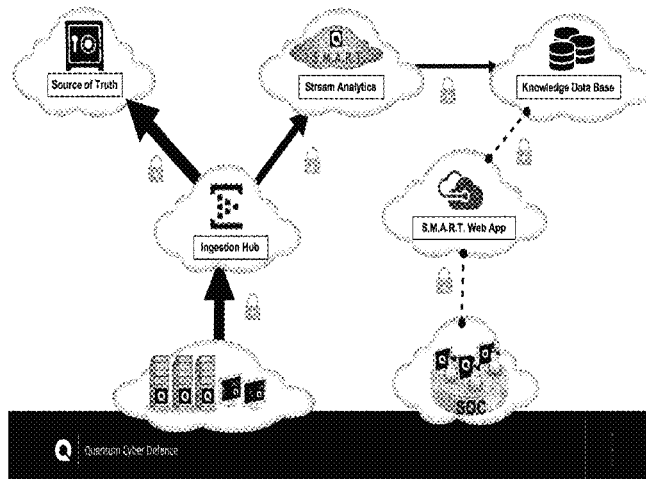 S.M.A.R.T.
Source of Truth
Stream Analytics
Knowledge Data Base
Ingestion Hub
S.M.A.R.T. Web App
SOC
Quantum Cyber Defence